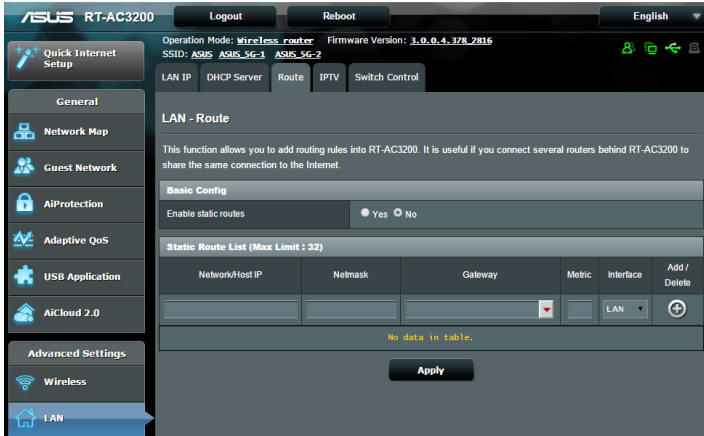 ASUS RT-AC3200 Logout Reboot English
Quick Internet Setup
Operation Mode: Wireless router Firmware Version: 3.0.0.4.378_2816
SSID: ASUS ASUS_5G-1 ASUS_5G-2
LAN IP DHCP Server Route IPTV Switch Control
General
Network Map
Guest Network
AiProtection
Adaptive QoS
USB Application
AiCloud 2.0
Advanced Settings
Wireless
LAN
LAN - Route
This function allows you to add routing rules into RT-AC3200. It is useful if you connect several routers behind RT-AC3200 to
share the same connection to the Internet.
Basic Config
Enable static routes Yes No
Static Route List (Max Limit : 32)
Network/Host IP Netmask Gateway Metric Interface Add / Delete
LAN
No data in table.
Apply